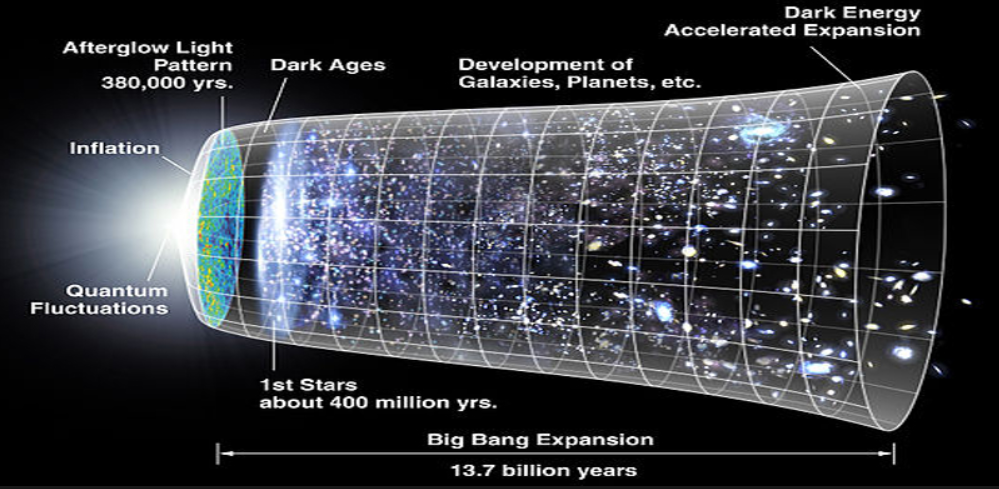 Dark Energy
Accelerated Expansion
Afterglow Light
Pattern
380,000 yrs.
Dark Ages
Development of
Galaxies, Planets, etc.
Inflation
Quantum
Fluctuations
1st Stars
about 400 million yrs.
Big Bang Expansion
13.7 billion years